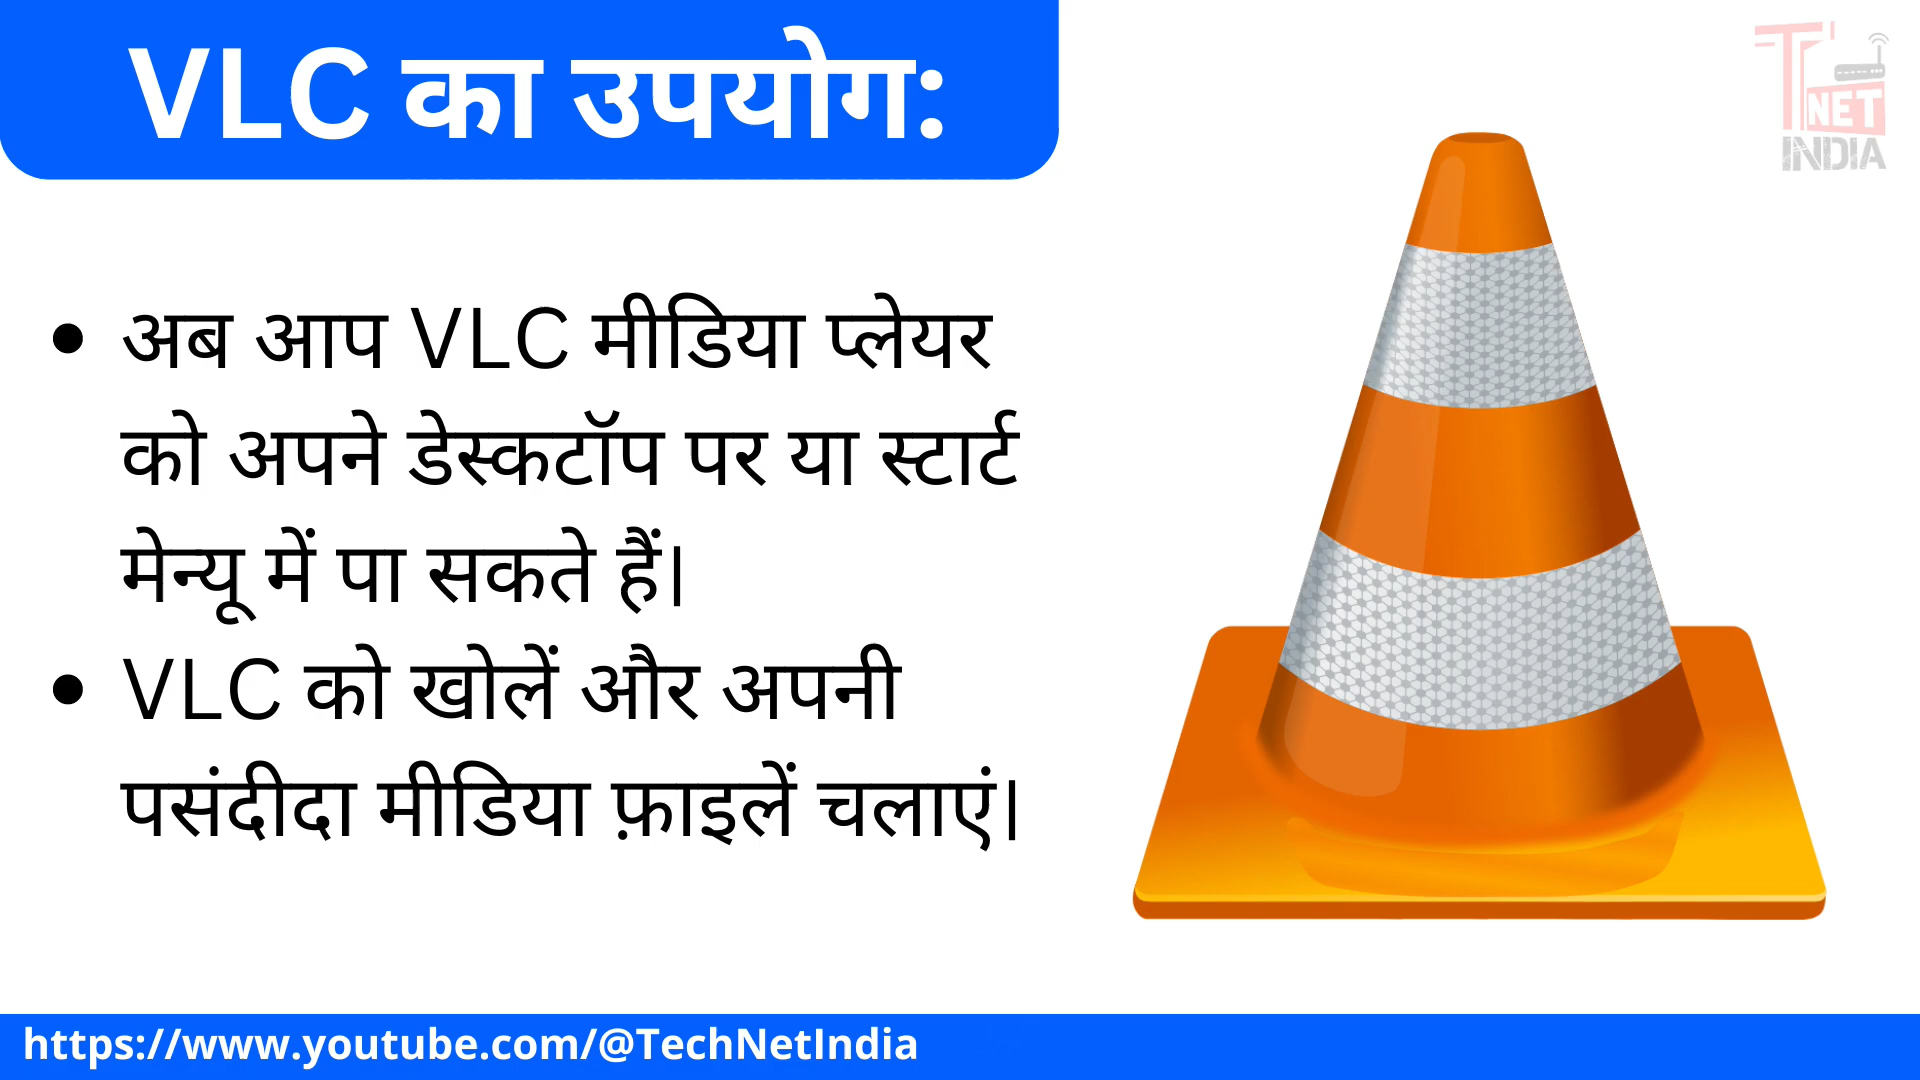 VLC का उपयोग:
TT
NET
INDIA
• अब आप VLC मीडिया प्लेयर
को अपने डेस्कटॉप पर या स्टार्ट
मेन्यू में पा सकते हैं।
• VLC को खोलें और अपनी
पसंदीदा मीडिया फ़ाइलें चलाएं।
https://www.youtube.com/@TechNetIndia